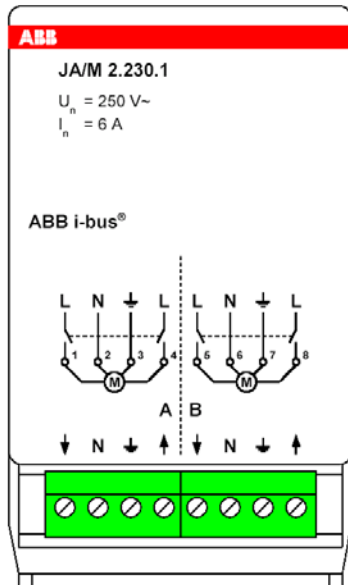 ABB
JA/M 2.230.1
Un = 250 V~
In = 6 A
ABB i-bus®
L N L L N L
1 2 3 4 5 6 7 8
M M
A B
N N